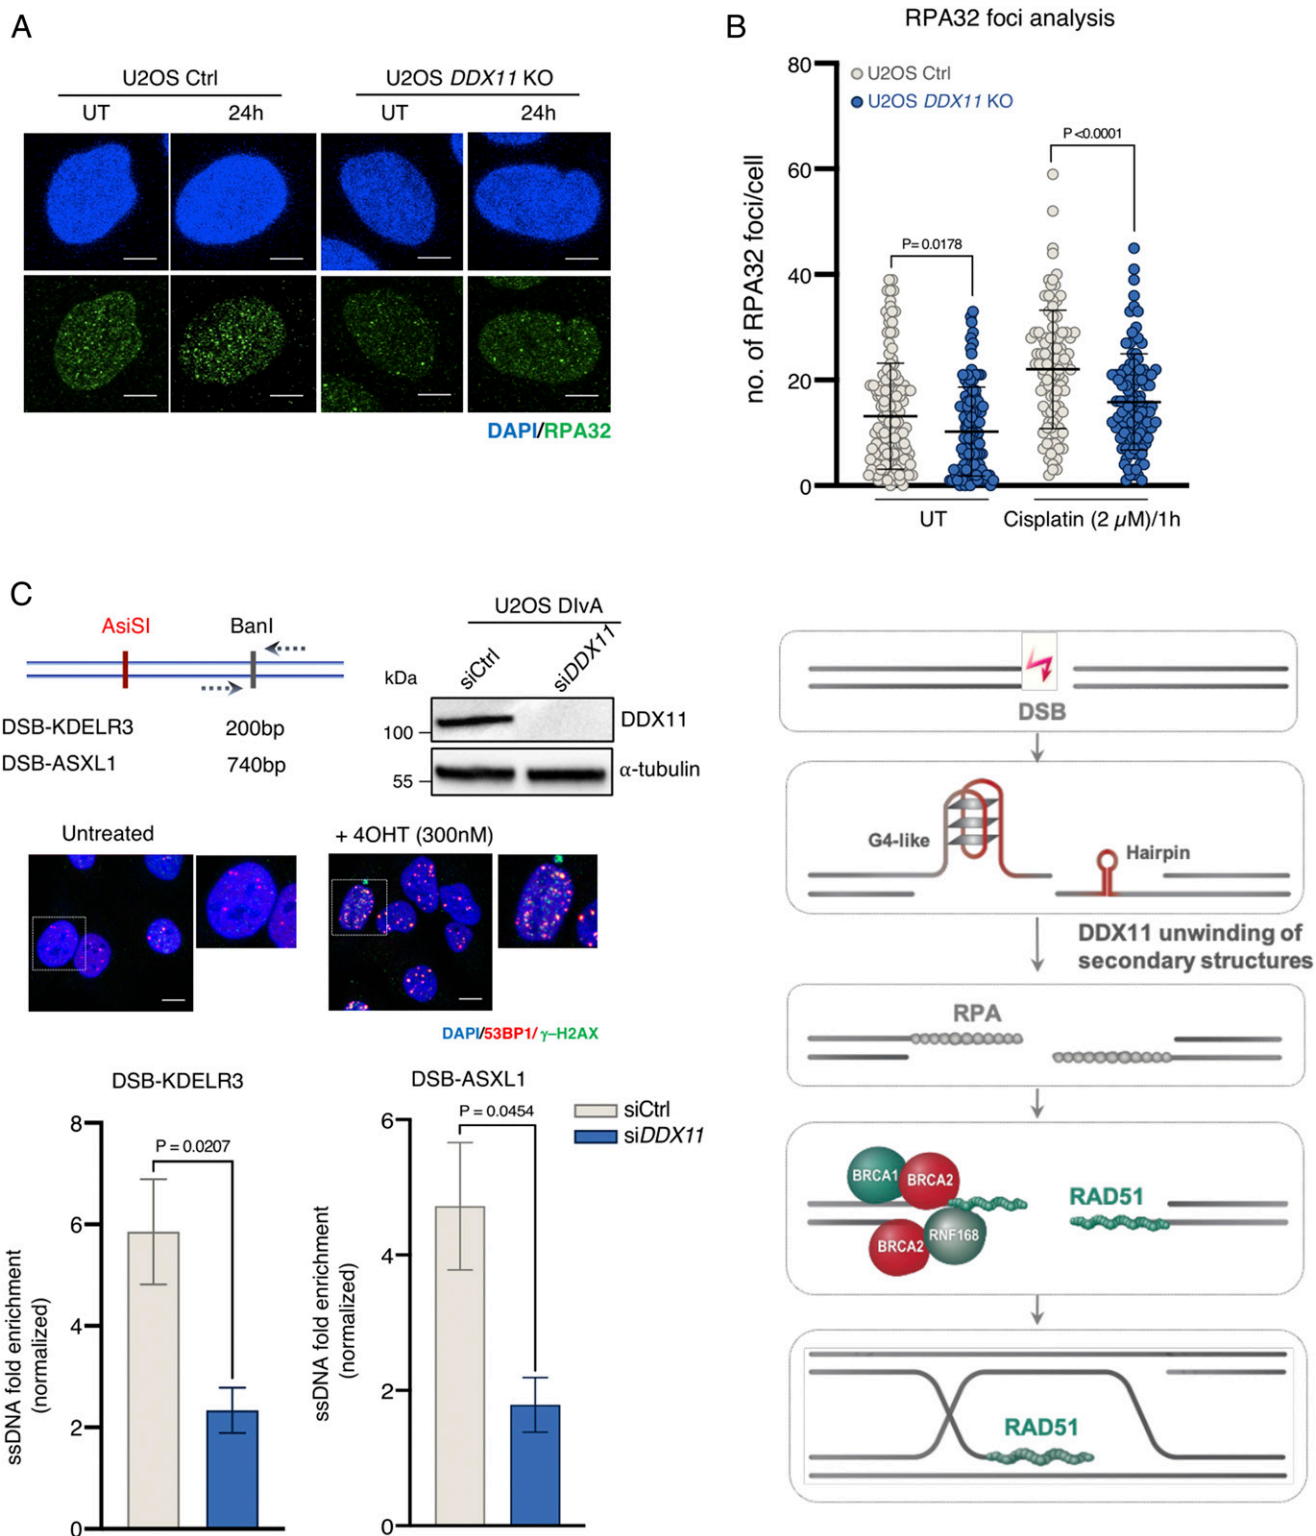 A
U2OS Ctrl
U2OS DDX11 KO
UT
24h
UT
24h
DAPI/RPA32
B
RPA32 foci analysis
U2OS Ctrl
U2OS DDX11 KO
no. of RPA32 foci/cell
80
60
40
20
0
P= 0.0178
P <0.0001
UT
Cisplatin (2 µM)/1h
C
AsiSI
BanI
DSB-KDELR3
200bp
DSB-ASXL1
740bp
U2OS DIvA
kDa
siCtrl
siDDX11
100
DDX11
55
α-tubulin
Untreated
+ 4OHT (300nM)
DAPI/53BP1/ γ–H2AX
DSB-KDELR3
P = 0.0207
ssDNA fold enrichment
(normalized)
8
6
4
2
0
DSB-ASXL1
P = 0.0454
ssDNA fold enrichment
(normalized)
6
4
2
0
siCtrl
siDDX11
DSB
G4-like
Hairpin
DDX11 unwinding of
secondary structures
RPA
BRCA1
BRCA2
BRCA2
RNF168
RAD51
RAD51